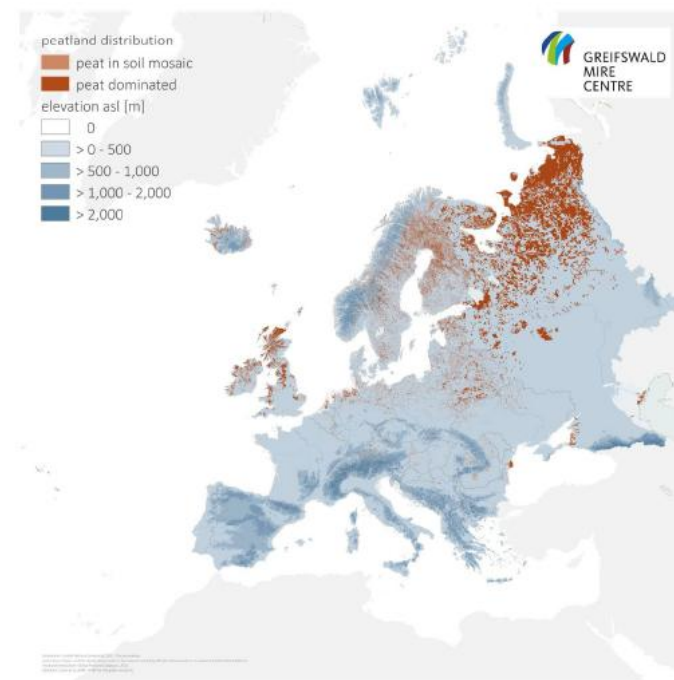 peatland distribution
peat in soil mosaic
peat dominated
elevation asl [m]
0
> 0 - 500
> 500 - 1,000
> 1,000 - 2,000
> 2,000
GREIFSWALD
MIRE
CENTRE